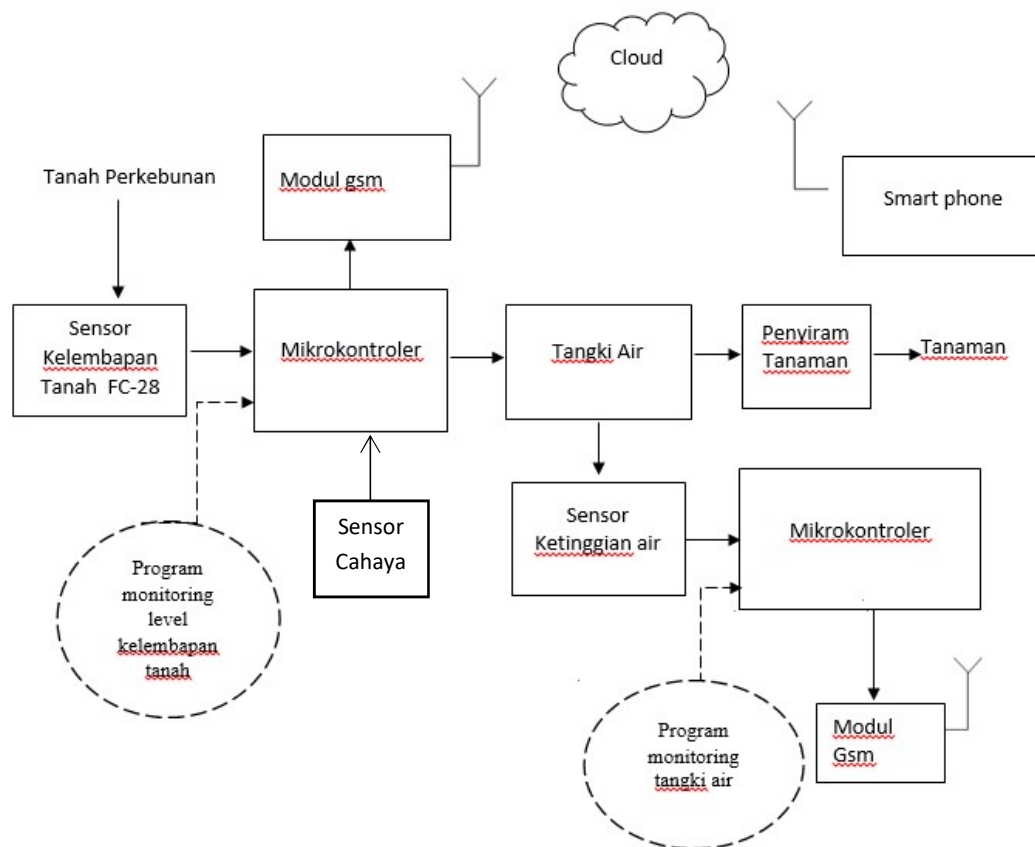 Cloud
Modul gsm
Tanah Perkebunan
Smart phone
Sensor
Kelembapan
Tanah FC-28
Mikrokontroler
Tangki Air
Penyiram
Tanaman
Tanaman
Sensor
Cahaya
Sensor
Ketinggian air
Mikrokontroler
Program
monitoring
level
kelembapan
tanah
Program
monitoring
tangki air
Modul
Gsm